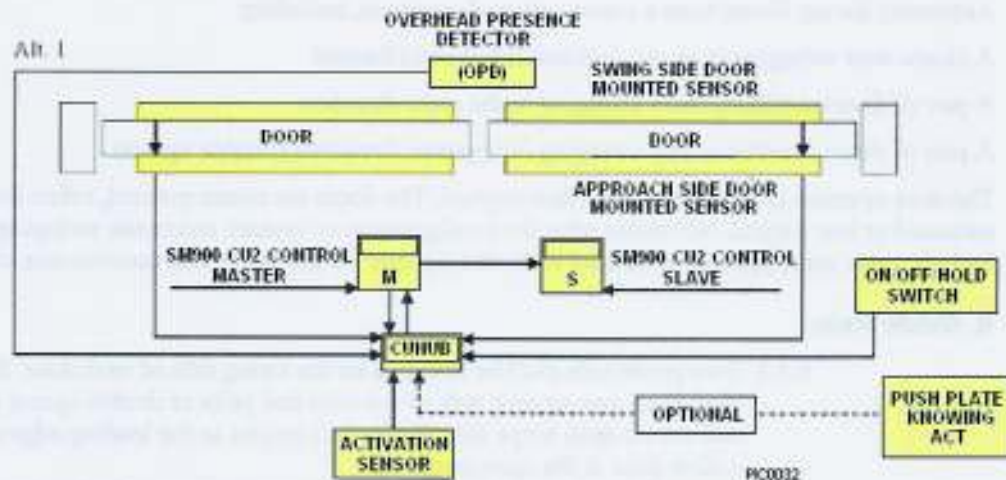 Alt. 1
OVERHEAD PRESENCE
DETECTOR
(OPD)
SWING SIDE DOOR
MOUNTED SENSOR
DOOR
DOOR
APPROACH SIDE DOOR
MOUNTED SENSOR
SM900 CU2 CONTROL
MASTER
M
S
SM900 CU2 CONTROL
SLAVE
ON/OFF/HOLD
SWITCH
CUHUB
OPTIONAL
PUSH PLATE
KNOWING
ACT
ACTIVATION
SENSOR
PIC0032